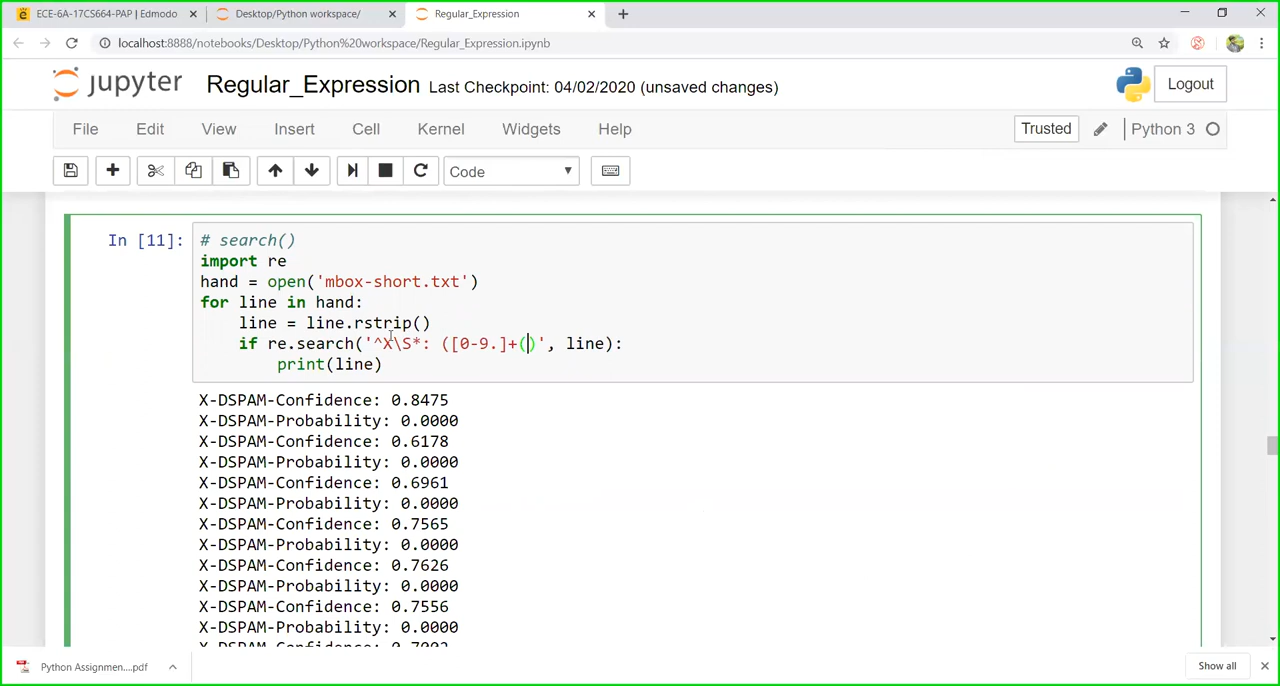 ECE-6A-17CS664-PAP | Edmodo
Desktop/Python workspace/
Regular_Expression
localhost:8888/notebooks/Desktop/Python%20workspace/Regular_Expression.ipynb
jupyter
Regular_Expression
Last Checkpoint: 04/02/2020 (unsaved changes)
Logout
File Edit View Insert Cell Kernel Widgets Help
Trusted
Python 3
Code
In [11]:
# search()
import re
hand = open('mbox-short.txt')
for line in hand:
    line = line.rstrip()
    if re.search('^X\S*: ([0-9.]+()', line):
        print(line)
X-DSPAM-Confidence: 0.8475
X-DSPAM-Probability: 0.0000
X-DSPAM-Confidence: 0.6178
X-DSPAM-Probability: 0.0000
X-DSPAM-Confidence: 0.6961
X-DSPAM-Probability: 0.0000
X-DSPAM-Confidence: 0.7565
X-DSPAM-Probability: 0.0000
X-DSPAM-Confidence: 0.7626
X-DSPAM-Probability: 0.0000
X-DSPAM-Confidence: 0.7556
X-DSPAM-Probability: 0.0000
Python Assignmen....pdf
Show all